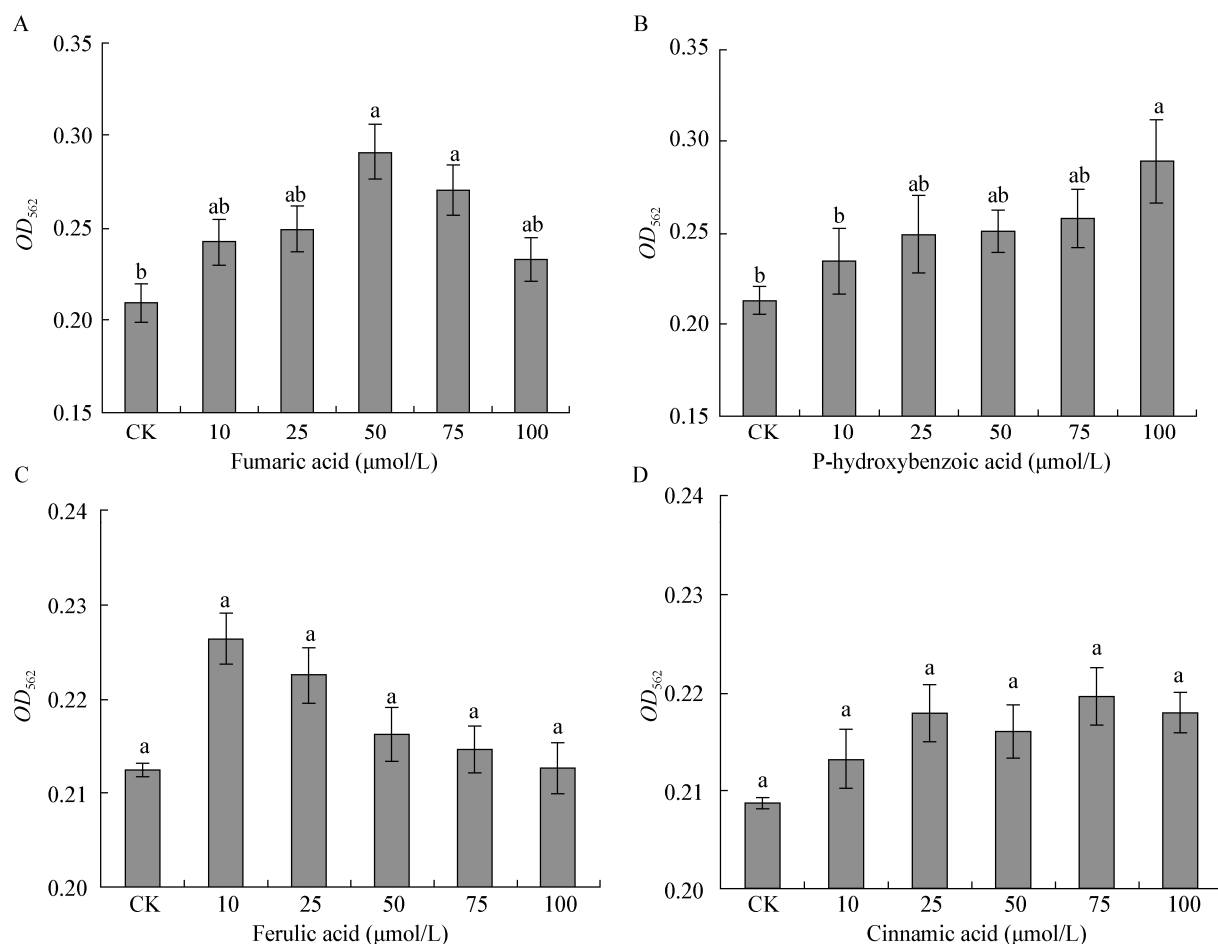 A
0.35
0.30
0.25
0.20
0.15
OD562
b
ab
ab
a
a
ab
CK 10 25 50 75 100
Fumaric acid (μmol/L)
B
0.35
0.30
0.25
0.20
0.15
OD562
b
b
ab
ab
ab
a
CK 10 25 50 75 100
P-hydroxybenzoic acid (μmol/L)
C
0.24
0.23
0.22
0.21
0.20
OD562
a
a
a
a
a
a
CK 10 25 50 75 100
Ferulic acid (μmol/L)
D
0.24
0.23
0.22
0.21
0.20
OD562
a
a
a
a
a
a
CK 10 25 50 75 100
Cinnamic acid (μmol/L)